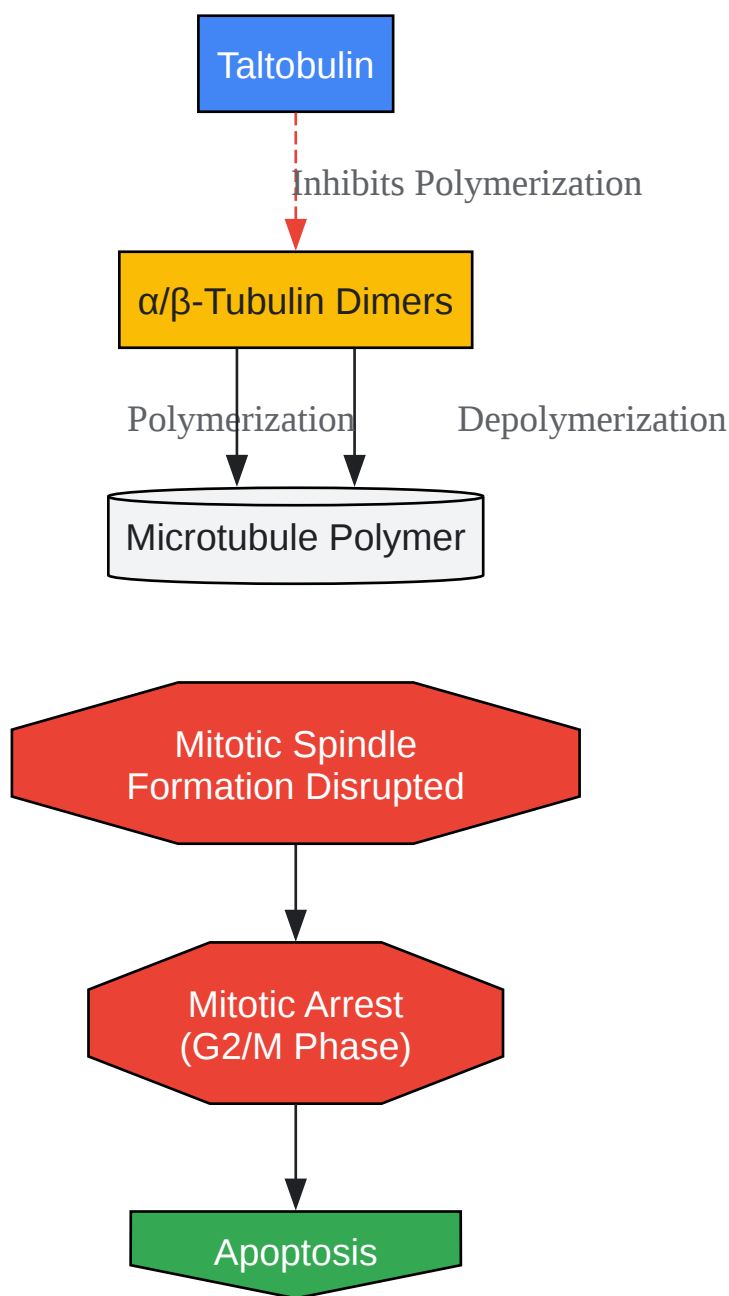 Taltobulin
Inhibits Polymerization
α/β-Tubulin Dimers
Polymerization
Depolymerization
Microtubule Polymer
Mitotic Spindle
Formation Disrupted
Mitotic Arrest
(G2/M Phase)
Apoptosis